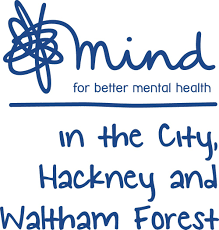 mind
for better mental health
in the City,
Hackney and
Waltham Forest